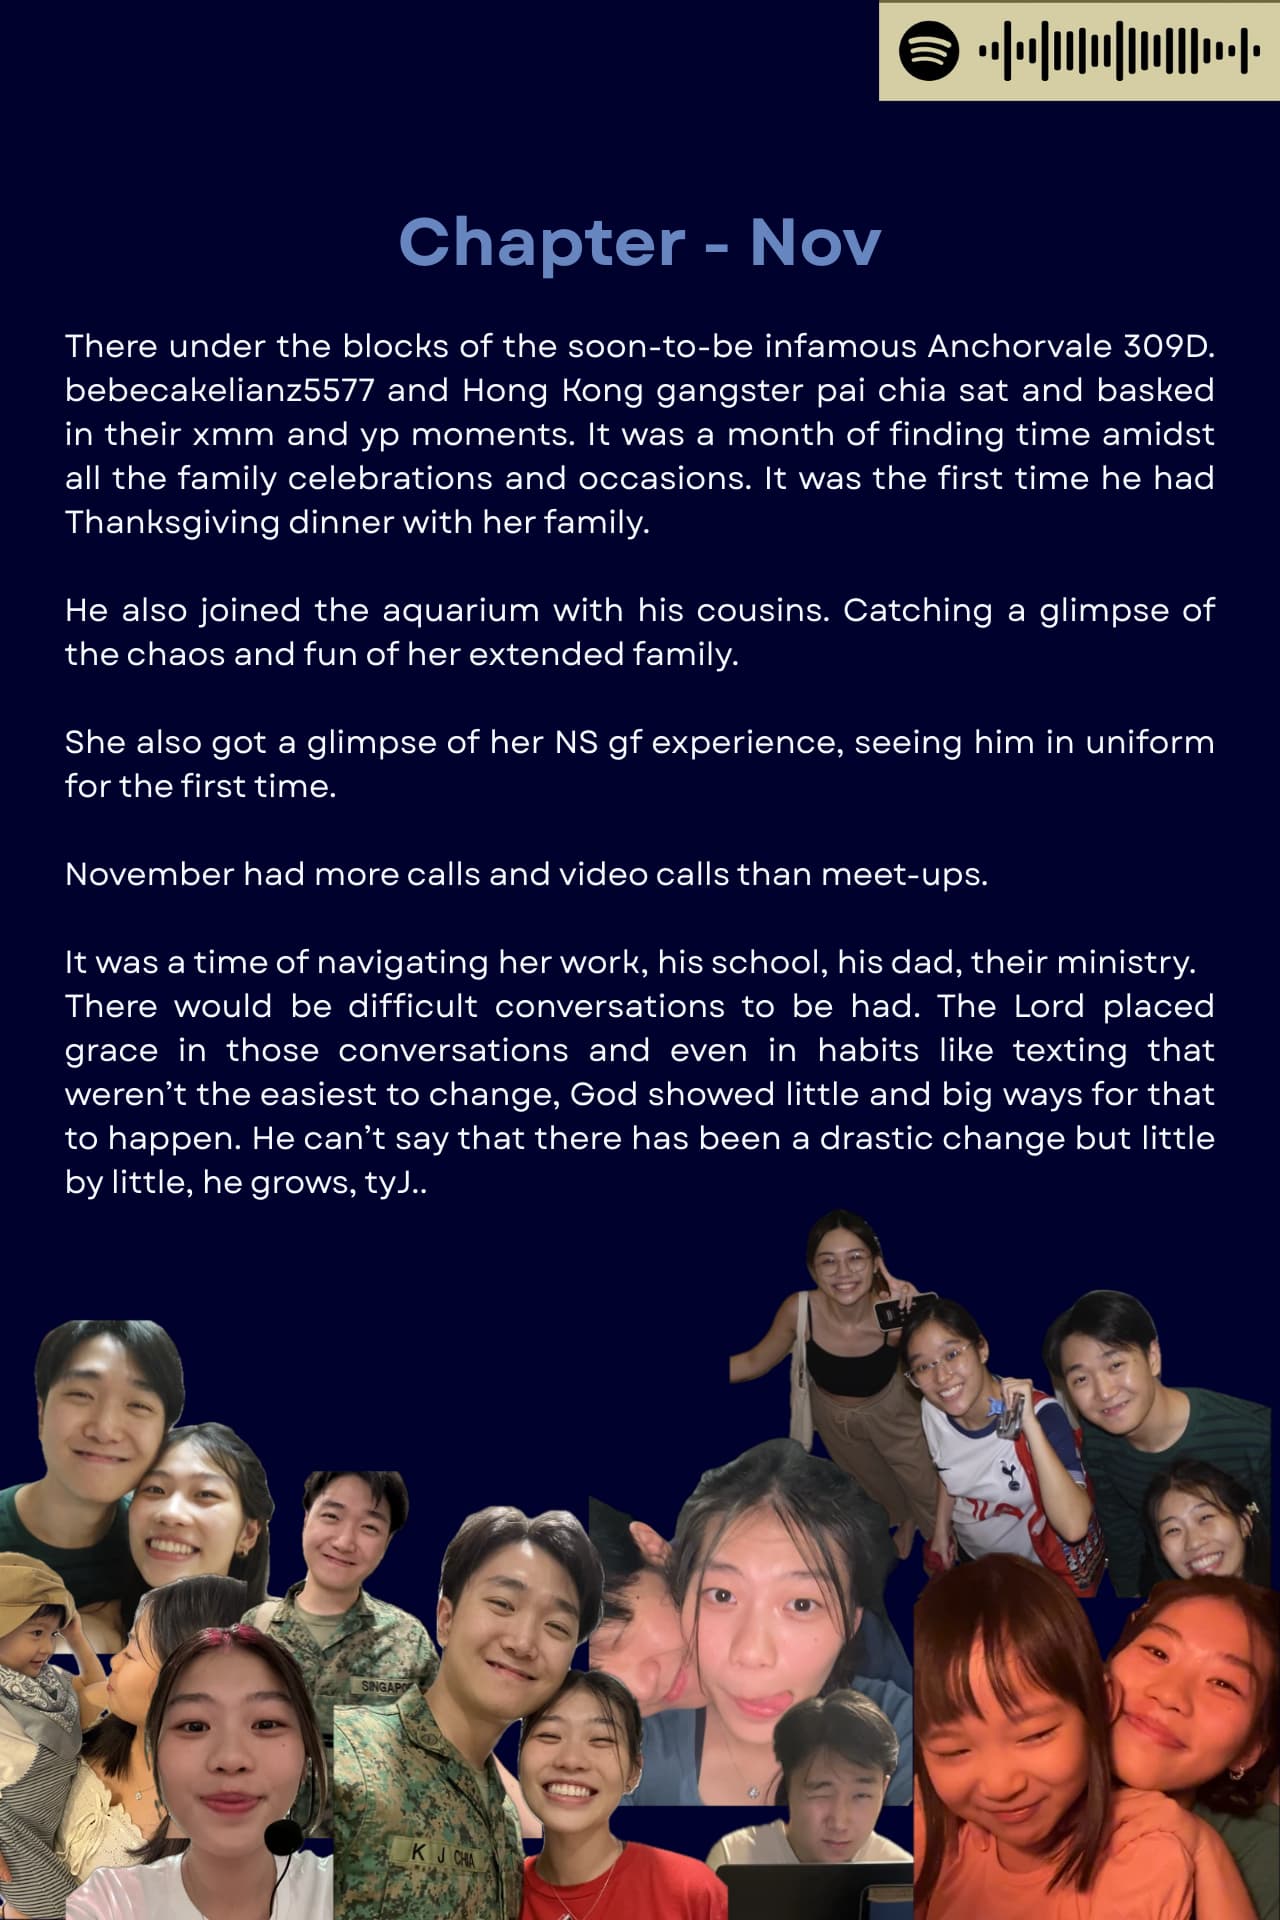 Chapter - Nov
There under the blocks of the soon-to-be infamous Anchorvale 309D.
bebecakelianz5577 and Hong Kong gangster pai chia sat and basked
in their xmm and yp moments. It was a month of finding time amidst
all the family celebrations and occasions. It was the first time he had
Thanksgiving dinner with her family.
He also joined the aquarium with his cousins. Catching a glimpse of
the chaos and fun of her extended family.
She also got a glimpse of her NS gf experience, seeing him in uniform
for the first time.
November had more calls and video calls than meet-ups.
It was a time of navigating her work, his school, his dad, their ministry.
There would be difficult conversations to be had. The Lord placed
grace in those conversations and even in habits like texting that
weren't the easiest to change, God showed little and big ways for that
to happen. He can't say that there has been a drastic change but little
by little, he grows, tyJ..
SINGAPO
K J CHIA